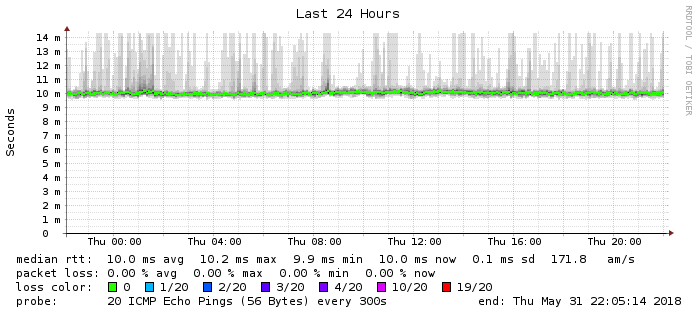 Last 24 Hours
RRDTOOL / TOBI OETIKER
Seconds
14 m
13 m
12 m
11 m
10 m
9 m
8 m
7 m
6 m
5 m
4 m
3 m
2 m
1 m
0
Thu 00:00 Thu 04:00 Thu 08:00 Thu 12:00 Thu 16:00 Thu 20:00
median rtt: 10.0 ms avg 10.2 ms max 9.9 ms min 10.0 ms now 0.1 ms sd 171.8 am/s
packet loss: 0.00 % avg 0.00 % max 0.00 % min 0.00 % now
loss color: 0 1/20 2/20 3/20 4/20 10/20 19/20
probe: 20 ICMP Echo Pings (56 Bytes) every 300s end: Thu May 31 22:05:14 2018